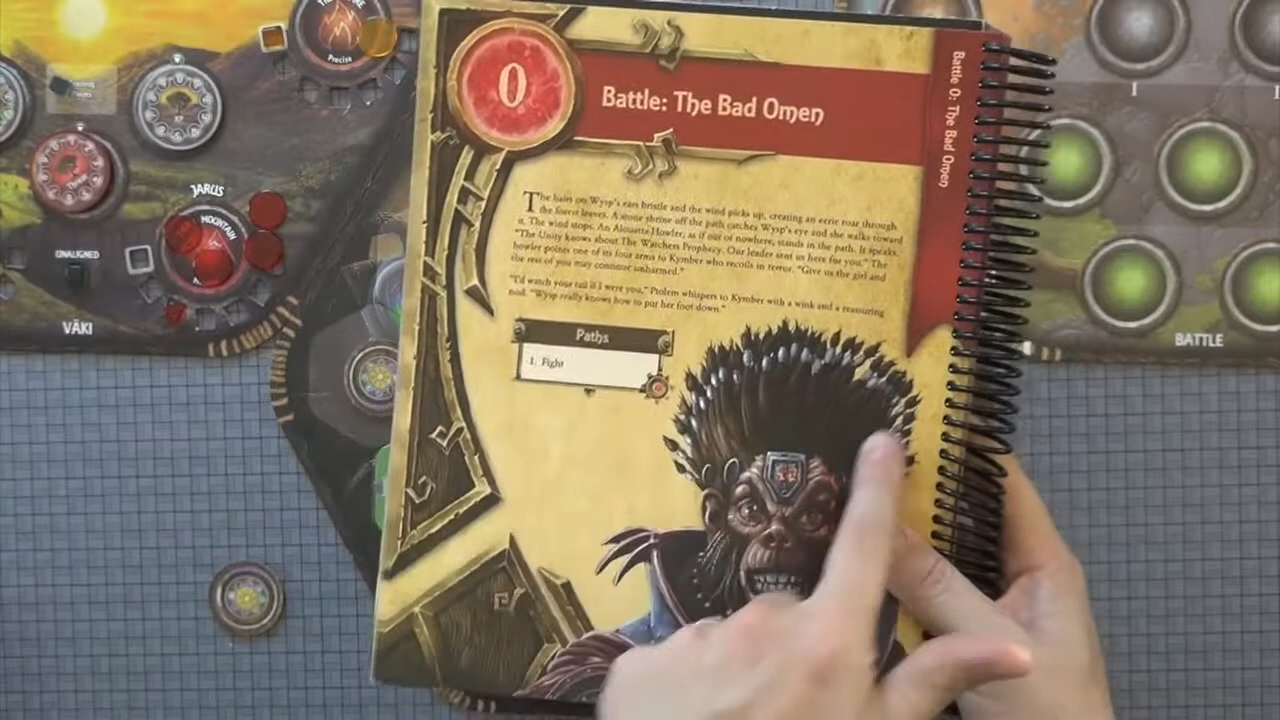 0
Battle: The Bad Omen
Battle 0: The Bad Omen
The hairs on Wysp's ears bristle and the wind picks up, creating an eerie roar through
the forest leaves. A stone shrine off the path catches Wysp's eye and she walks toward
it. The wind stops. An Alouatta Howler, as if out of nowhere, stands in the path. It speaks,
"The Unity knows about The Watchers Prophecy. Our leader sent us here for you." The
howler points one of its four arms to Kymber who recoils in terror. "Give us the girl and
the rest of you may continue unharmed."
"I'd watch your tail if I were you," Ptolem whispers to Kymber with a wink and a reassuring
nod. "Wysp really knows how to put her foot down."
Paths
1. Fight
Precise
XP
JARUS
MOUNTAIN
UNALIGNED
VÄKI
I
BATTLE